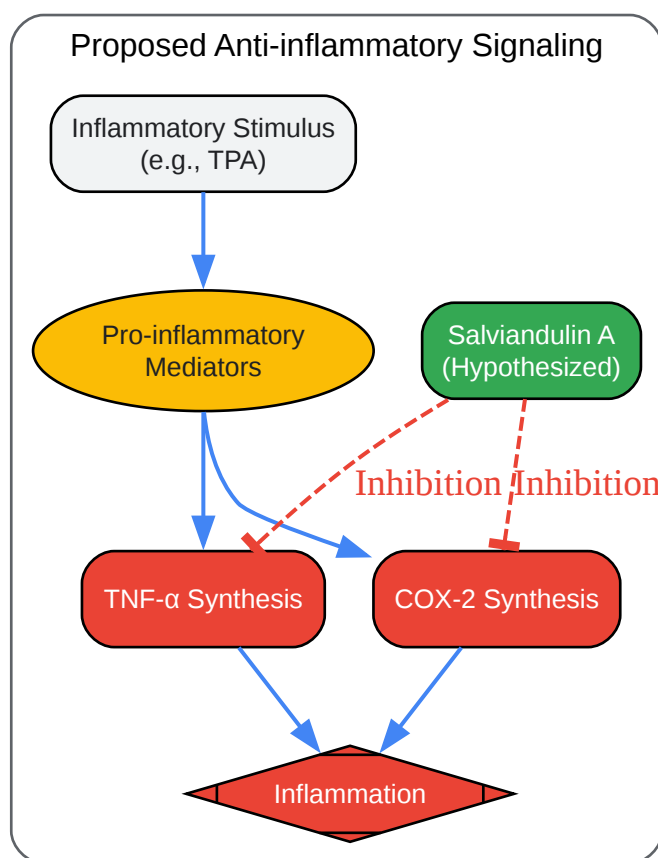 Proposed Anti-inflammatory Signaling
Inflammatory Stimulus
(e.g., TPA)
Pro-inflammatory
Mediators
Salviandulin A
(Hypothesized)
Inhibition
Inhibition
TNF-α Synthesis
COX-2 Synthesis
Inflammation